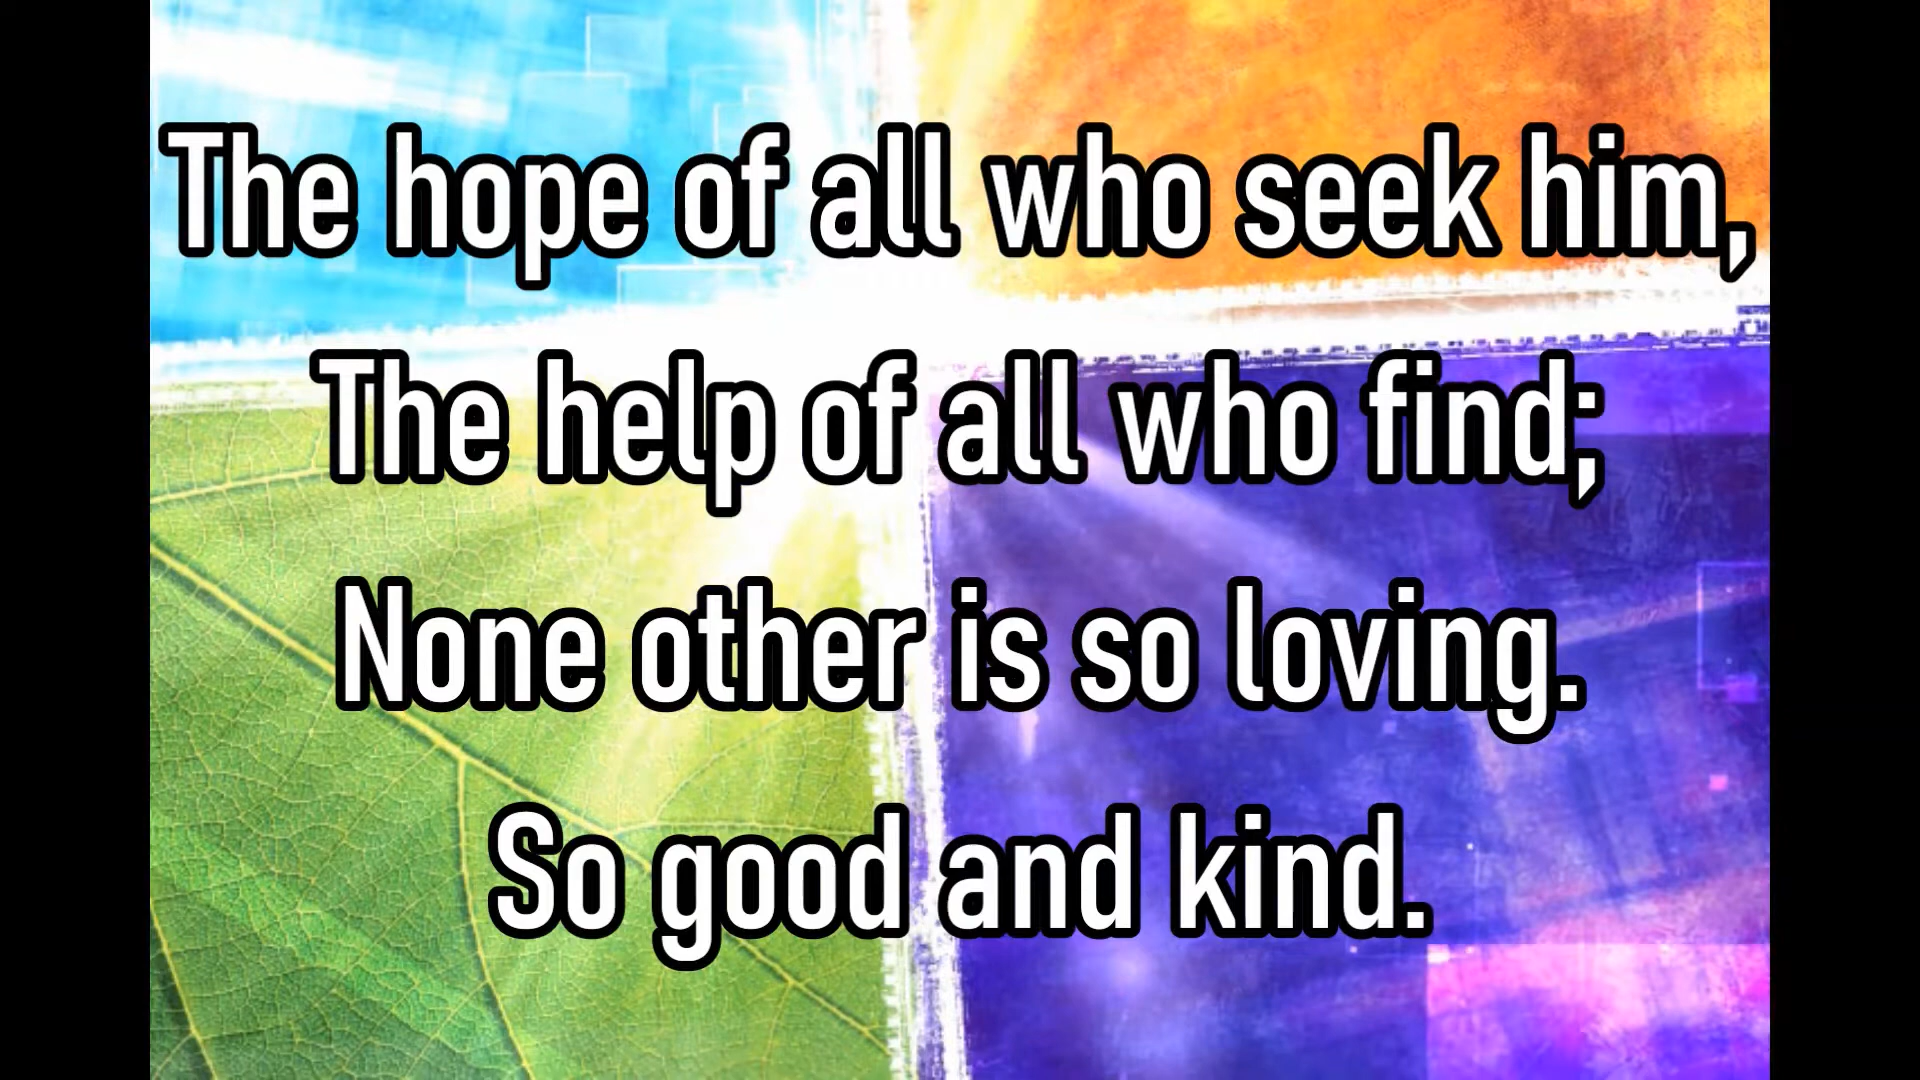 The hope of all who seek him,
The help of all who find;
None other is so loving.
So good and kind.